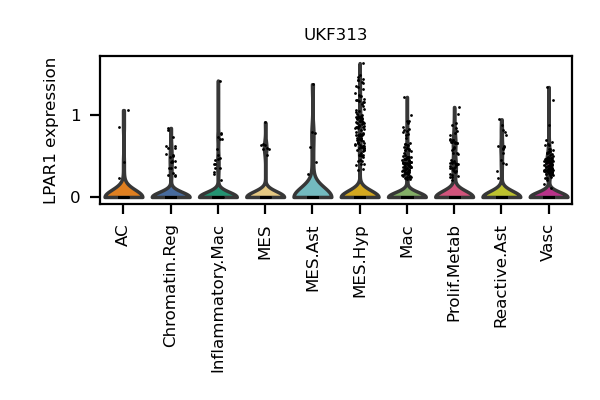 UKF313
LPAR1 expression
1
0
AC
Chromatin.Reg
Inflammatory.Mac
MES
MES.Ast
MES.Hyp
Mac
Prolif.Metab
Reactive.Ast
Vasc